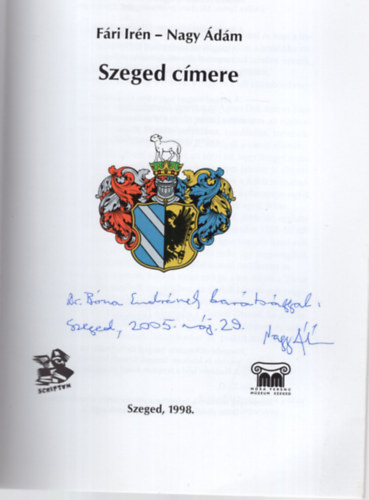 Fári Irén – Nagy Ádám
Szeged címere
Dr. Bóna Endrének barátsággal.
Szeged, 2005. máj. 29.
Nagy Á
SCRIPTUM
MÓRA FERENC
MÚZEUM SZEGED
Szeged, 1998.